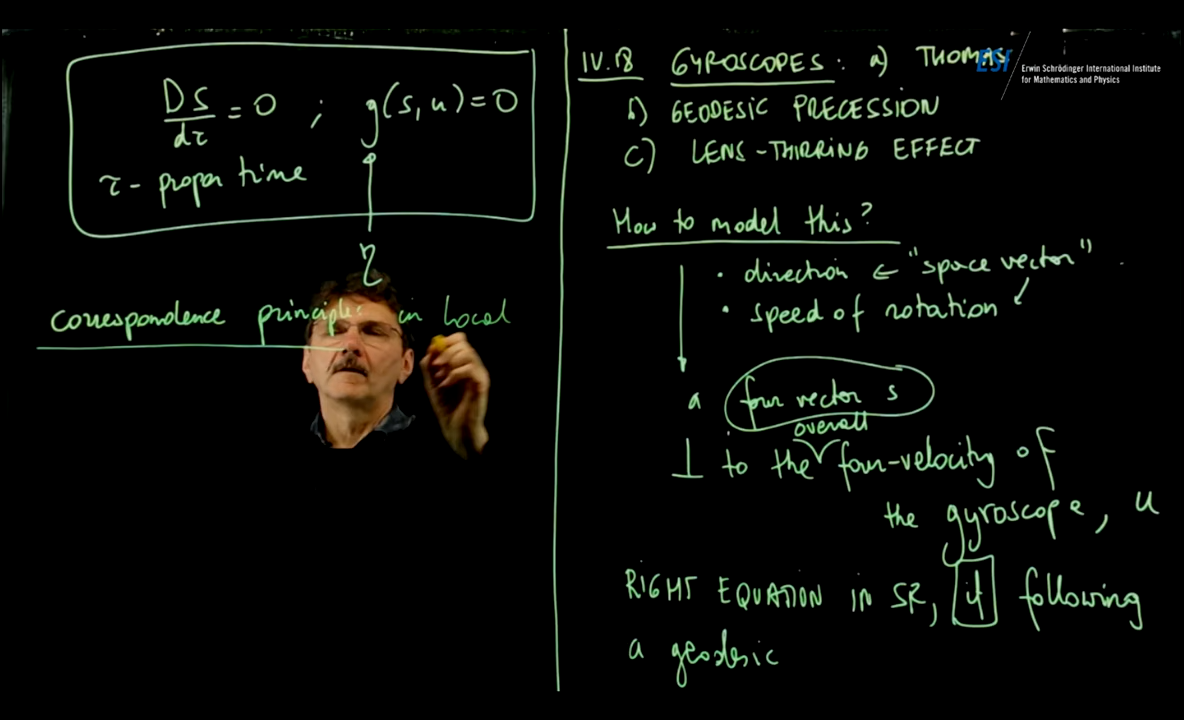 Ds/dτ = 0 ; g(s, u) = 0
τ - proper time
η
correspondence principle: in local
IV.18 GYROSCOPES: a) THOMAS
b) GEODESIC PRECESSION
c) LENS-THIRRING EFFECT
How to model this?
• direction ← "space vector"
• speed of rotation
a four vector s
overall
⊥ to the four-velocity of
the gyroscope, u
RIGHT EQUATION IN SR, if following
a geodesic
ESI Erwin Schrödinger International Institute
for Mathematics and Physics